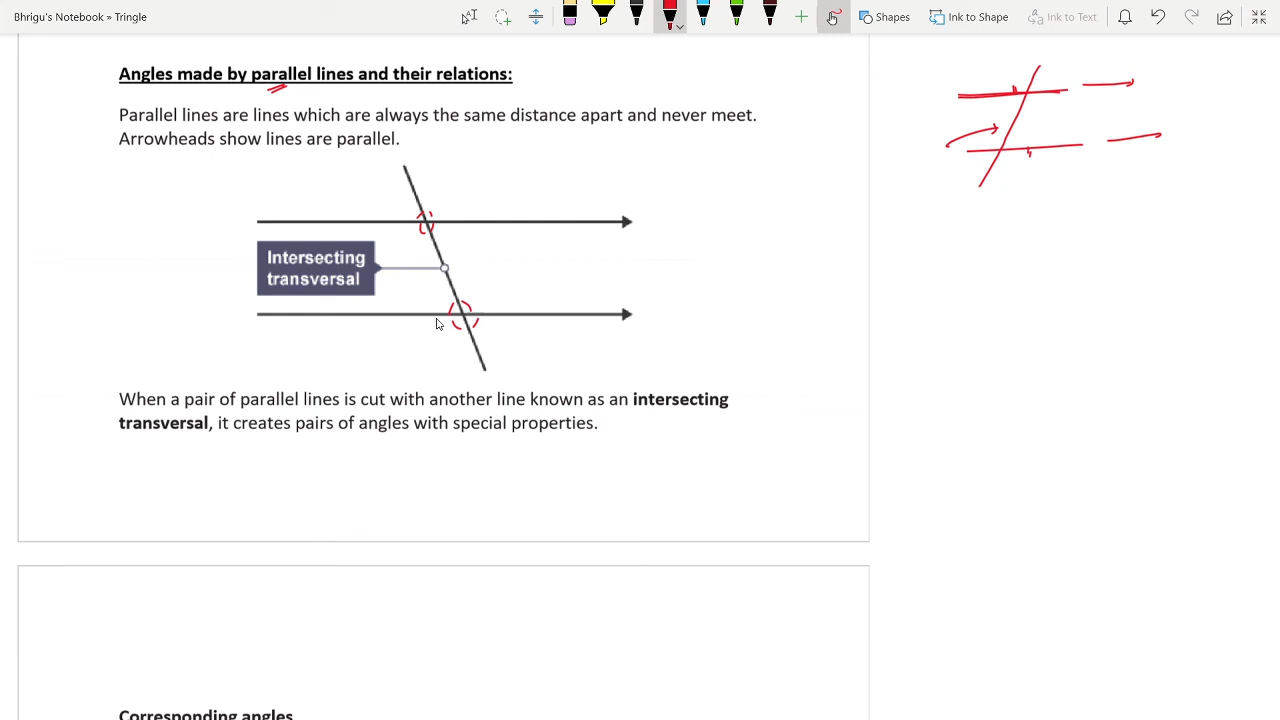 Bhrigu's Notebook » Tringle
Shapes
Ink to Shape
Ink to Text
Angles made by parallel lines and their relations:
Parallel lines are lines which are always the same distance apart and never meet.
Arrowheads show lines are parallel.
Intersecting
transversal
When a pair of parallel lines is cut with another line known as an intersecting
transversal, it creates pairs of angles with special properties.
Corresponding angles